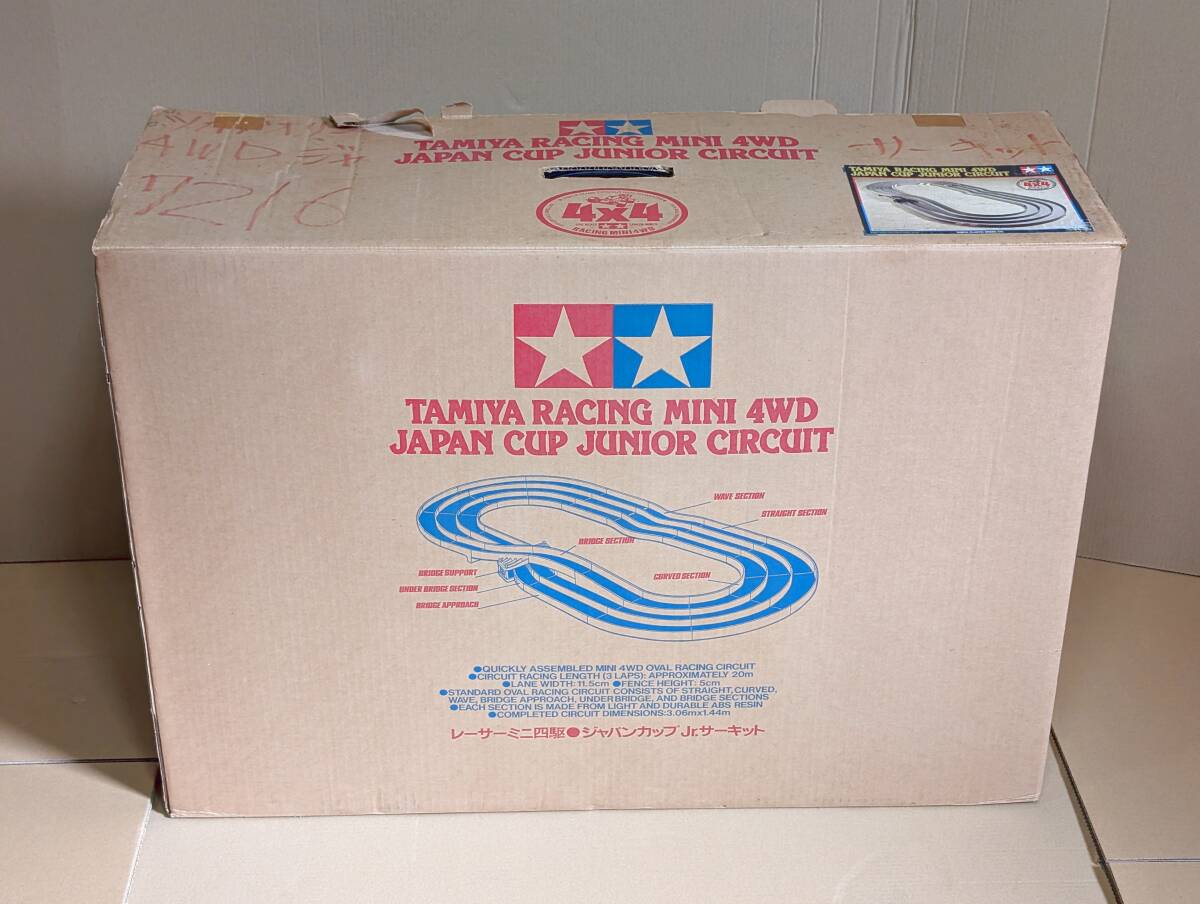 TAMIYA RACING MINI 4WD
JAPAN CUP JUNIOR CIRCUIT
4WD ジャ
サーキット
4x4
RACING MINI 4WD
TAMIYA RACING MINI 4WD
JAPAN CUP JUNIOR CIRCUIT
4x4
TAMIYA RACING MINI 4WD
JAPAN CUP JUNIOR CIRCUIT
WAVE SECTION
STRAIGHT SECTION
BRIDGE SECTION
BRIDGE SUPPORT
CURVED SECTION
UNDER BRIDGE SECTION
BRIDGE APPROACH
●QUICKLY ASSEMBLED MINI 4WD OVAL RACING CIRCUIT
●CIRCUIT RACING LENGTH (3 LAPS): APPROXIMATELY 20m
●LANE WIDTH: 11.5cm ●FENCE HEIGHT: 5cm
●STANDARD OVAL RACING CIRCUIT CONSISTS OF STRAIGHT, CURVED,
WAVE, BRIDGE APPROACH, UNDER BRIDGE, AND BRIDGE SECTIONS
●EACH SECTION IS MADE FROM LIGHT AND DURABLE ABS RESIN
●COMPLETED CIRCUIT DIMENSIONS:3.06m×1.44m
レーサーミニ四駆●ジャパンカップJr.サーキット